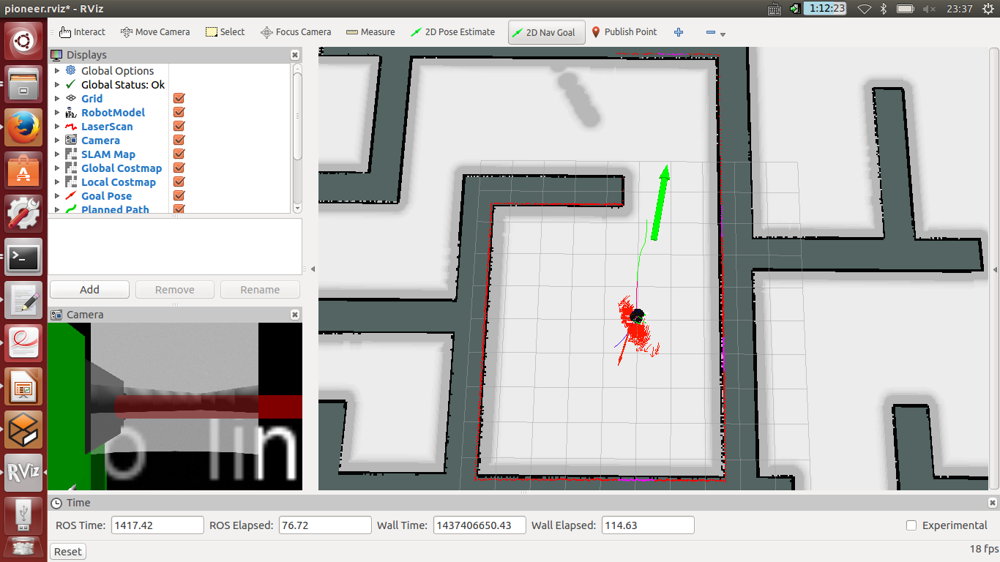 pioneer.rviz* - RViz
1:12:23
23:37
Interact
Move Camera
Select
Focus Camera
Measure
2D Pose Estimate
2D Nav Goal
Publish Point
Displays
Global Options
Global Status: Ok
Grid
RobotModel
LaserScan
Camera
SLAM Map
Global Costmap
Local Costmap
Goal Pose
Planned Path
Add
Remove
Rename
Camera
o lin
RViz
Time
ROS Time: 1417.42
ROS Elapsed: 76.72
Wall Time: 1437406650.43
Wall Elapsed: 114.63
Experimental
Reset
18 fps